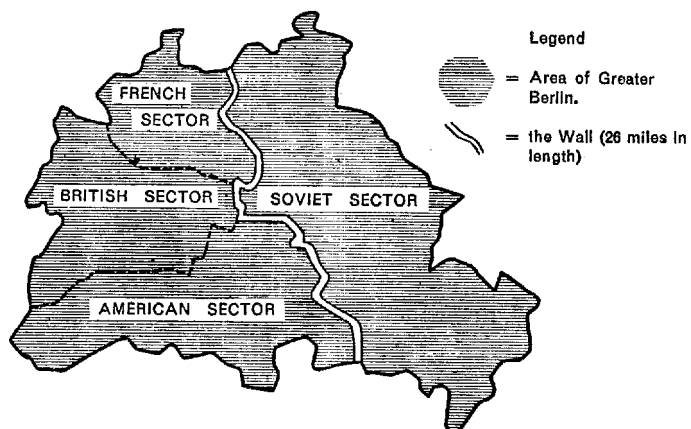 Legend
= Area of Greater
Berlin.
= the Wall (26 miles in
length)
FRENCH
SECTOR
BRITISH SECTOR
SOVIET SECTOR
AMERICAN SECTOR